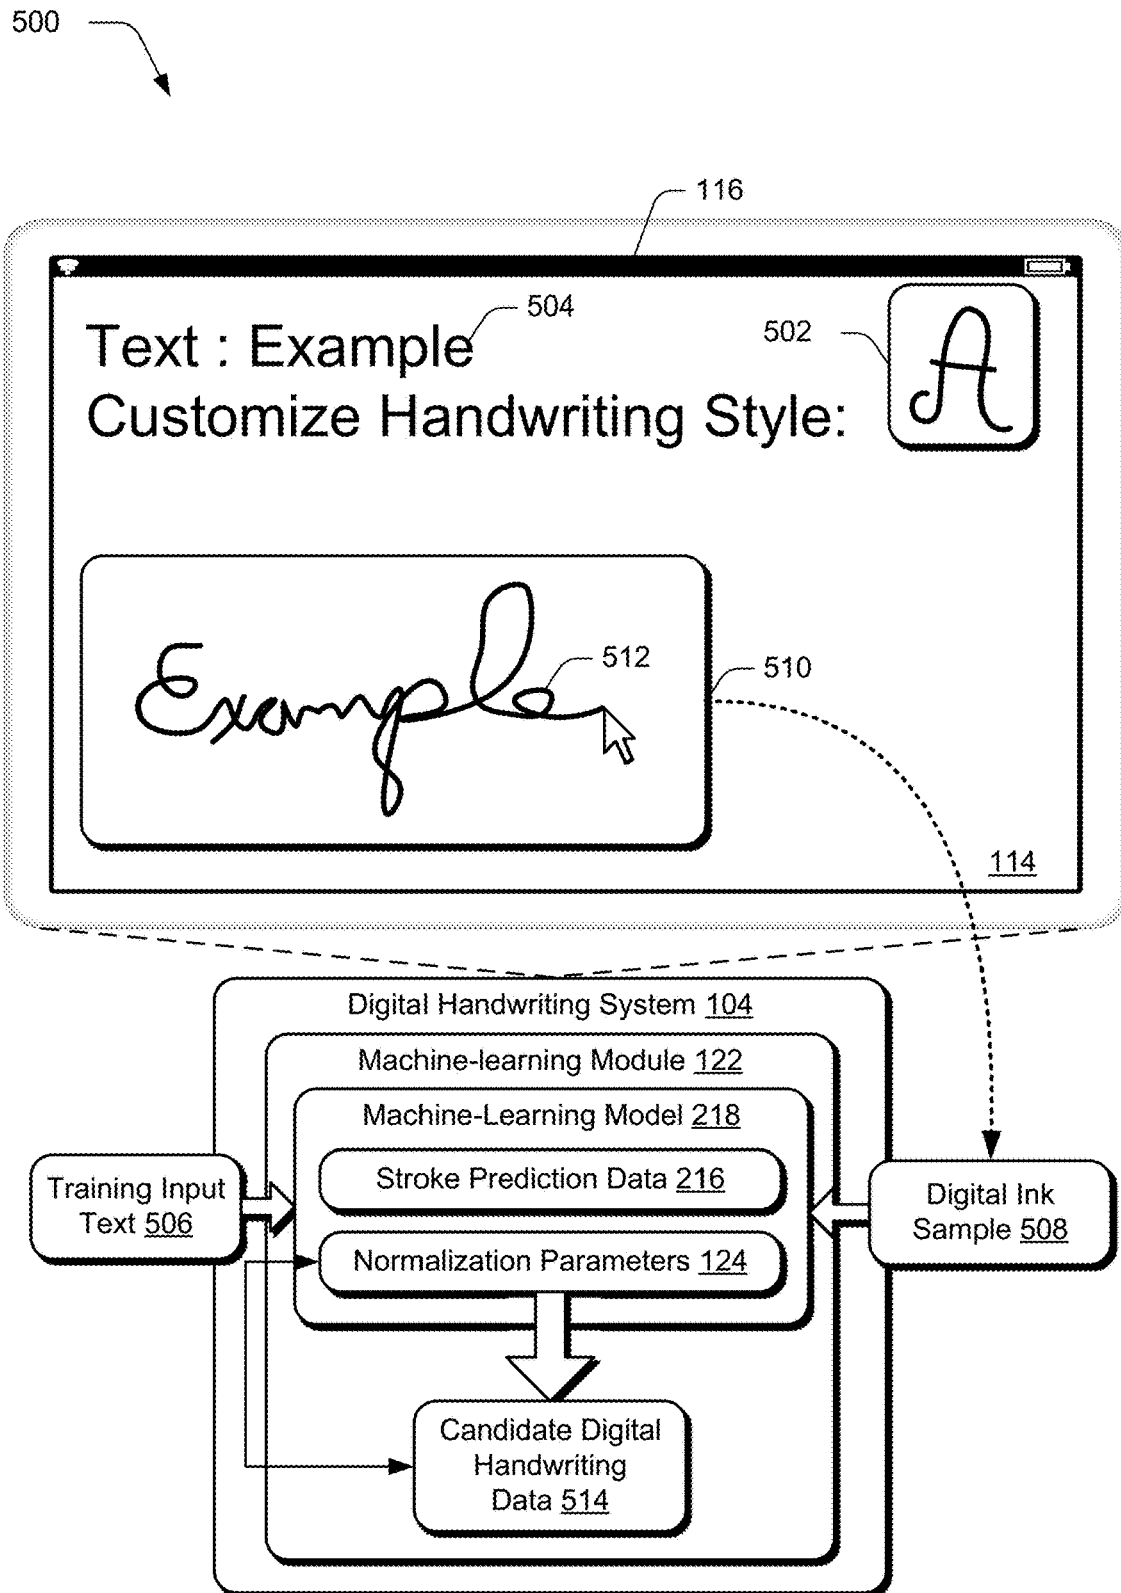 500
116
504
Text : Example
502
A
Customize Handwriting Style:
Example
512
510
114
Digital Handwriting System 104
Machine-learning Module 122
Machine-Learning Model 218
Stroke Prediction Data 216
Training Input
Text 506
Digital Ink
Sample 508
Normalization Parameters 124
Candidate Digital
Handwriting
Data 514